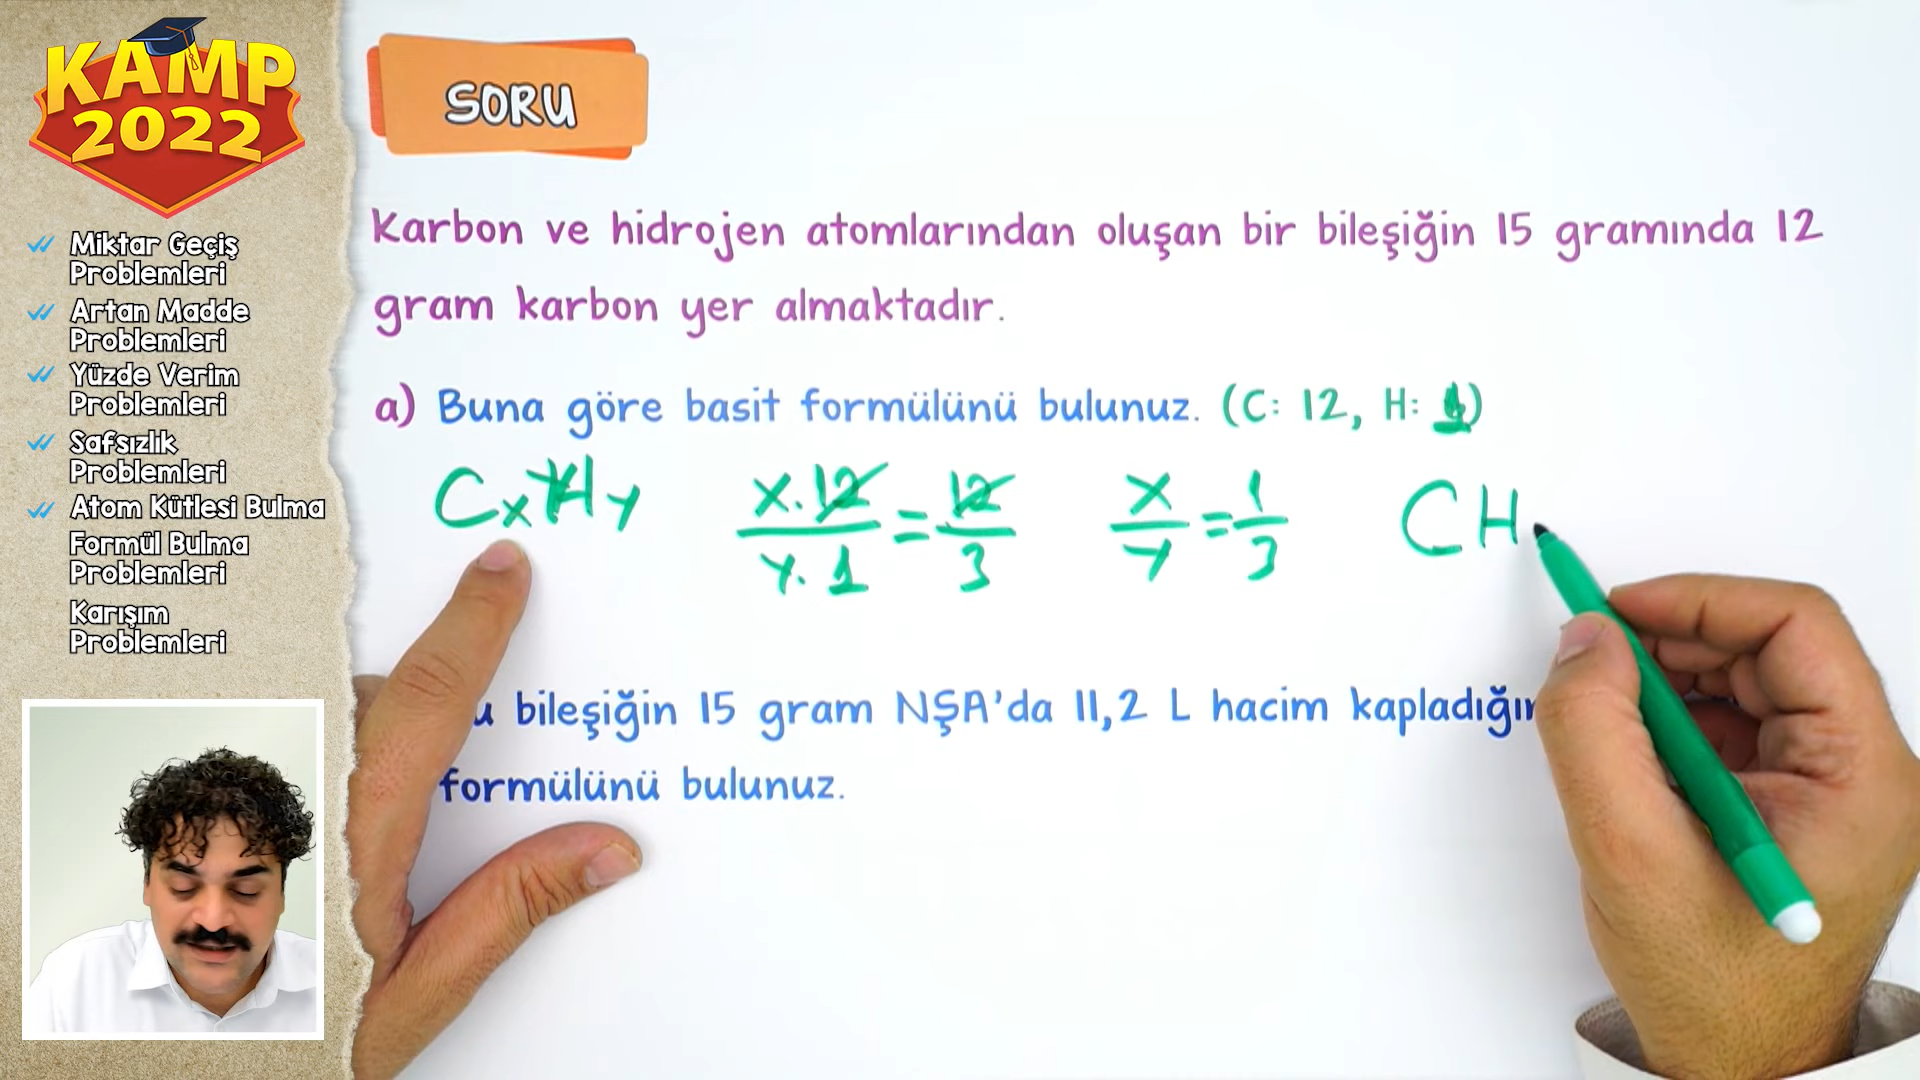 KAMP
2022
Miktar Geçiş
Problemleri
Artan Madde
Problemleri
Yüzde Verim
Problemleri
Safsızlık
Problemleri
Atom Kütlesi Bulma
Formül Bulma
Problemleri
Karışım
Problemleri
SORU
Karbon ve hidrojen atomlarından oluşan bir bileşiğin 15 gramında 12
gram karbon yer almaktadır.
a) Buna göre basit formülünü bulunuz. (C: 12, H: 1)
CxHy x.12/y.1 = 12/3 x/y = 1/3 CH
bileşiğin 15 gram NŞA'da 11,2 L hacim
formülünü bulunuz.